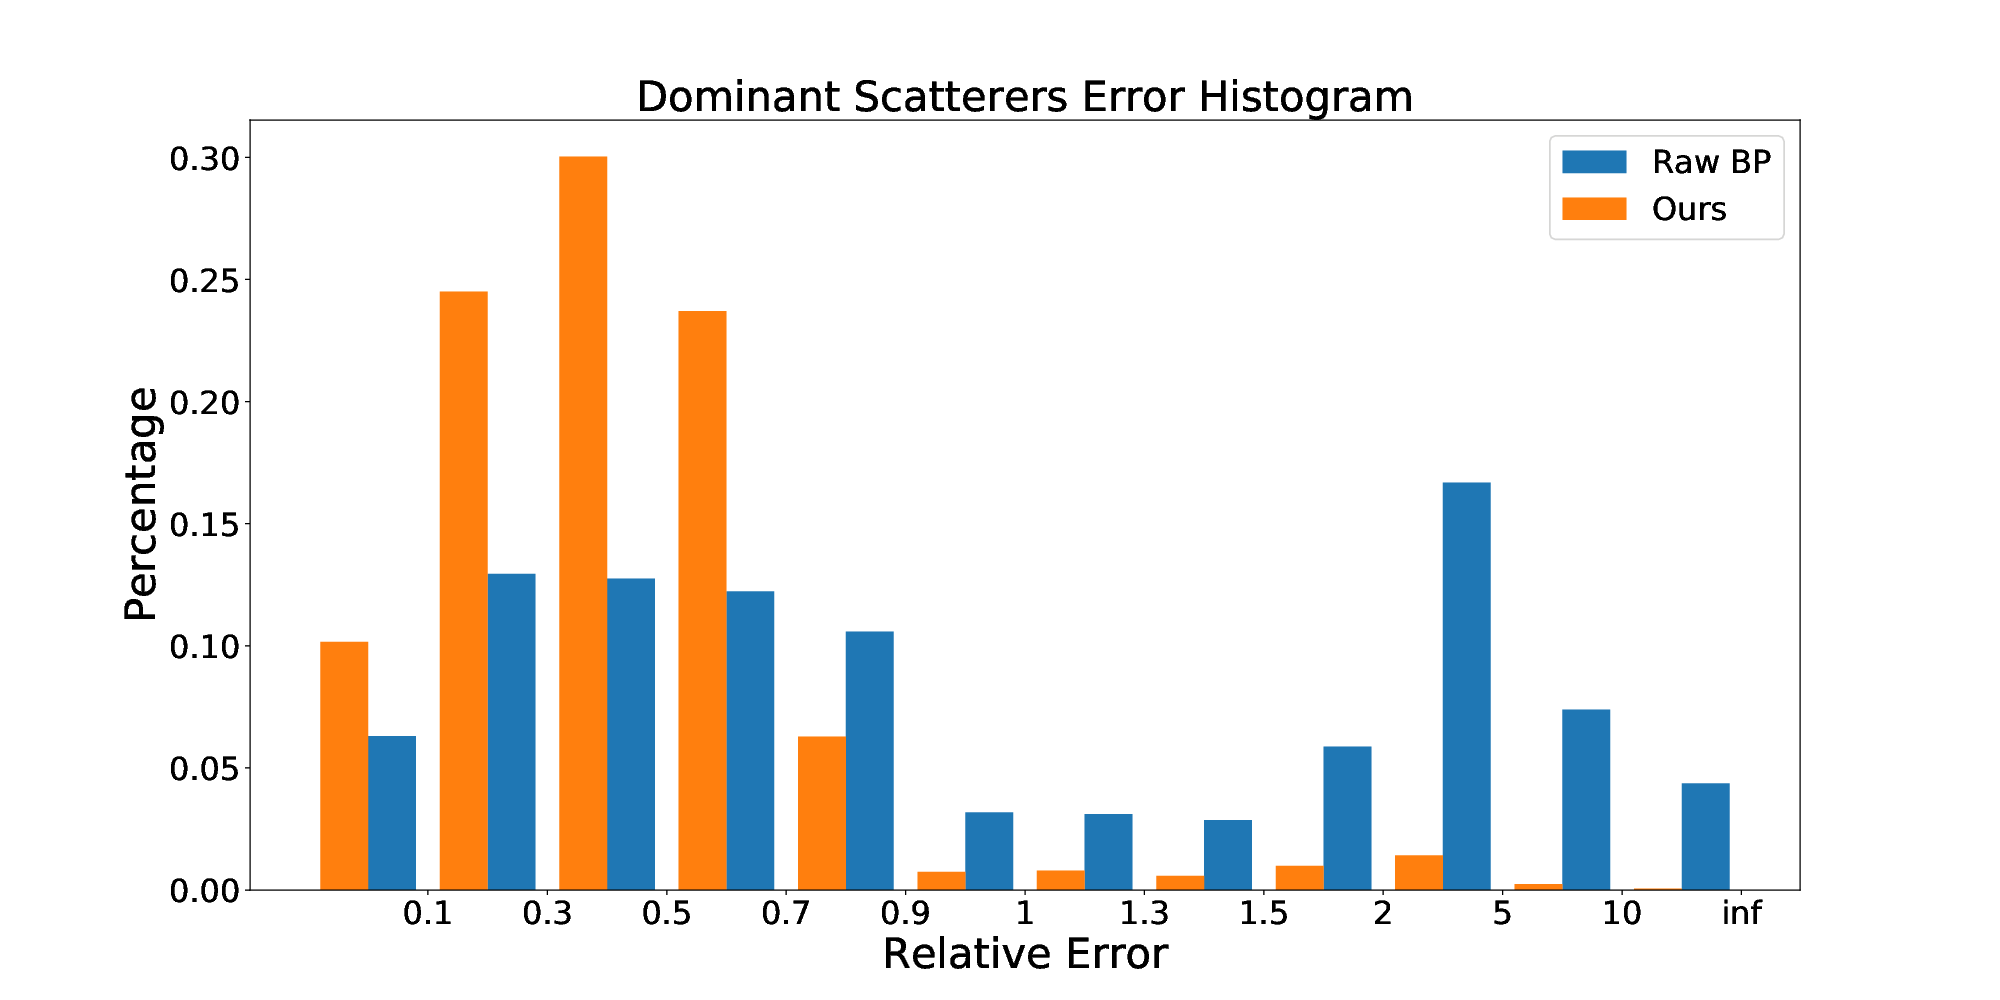 Dominant Scatterers Error Histogram
Raw BP
Ours
Percentage
0.30
0.25
0.20
0.15
0.10
0.05
0.00
0.1 0.3 0.5 0.7 0.9 1 1.3 1.5 2 5 10 inf
Relative Error